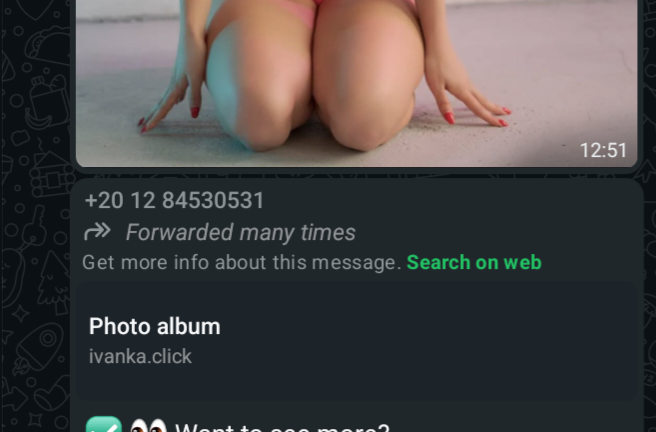 12:51
+20 12 84530531
Forwarded many times
Get more info about this message. Search on web
Photo album
ivanka.click
✅ 👀 Want to see more?